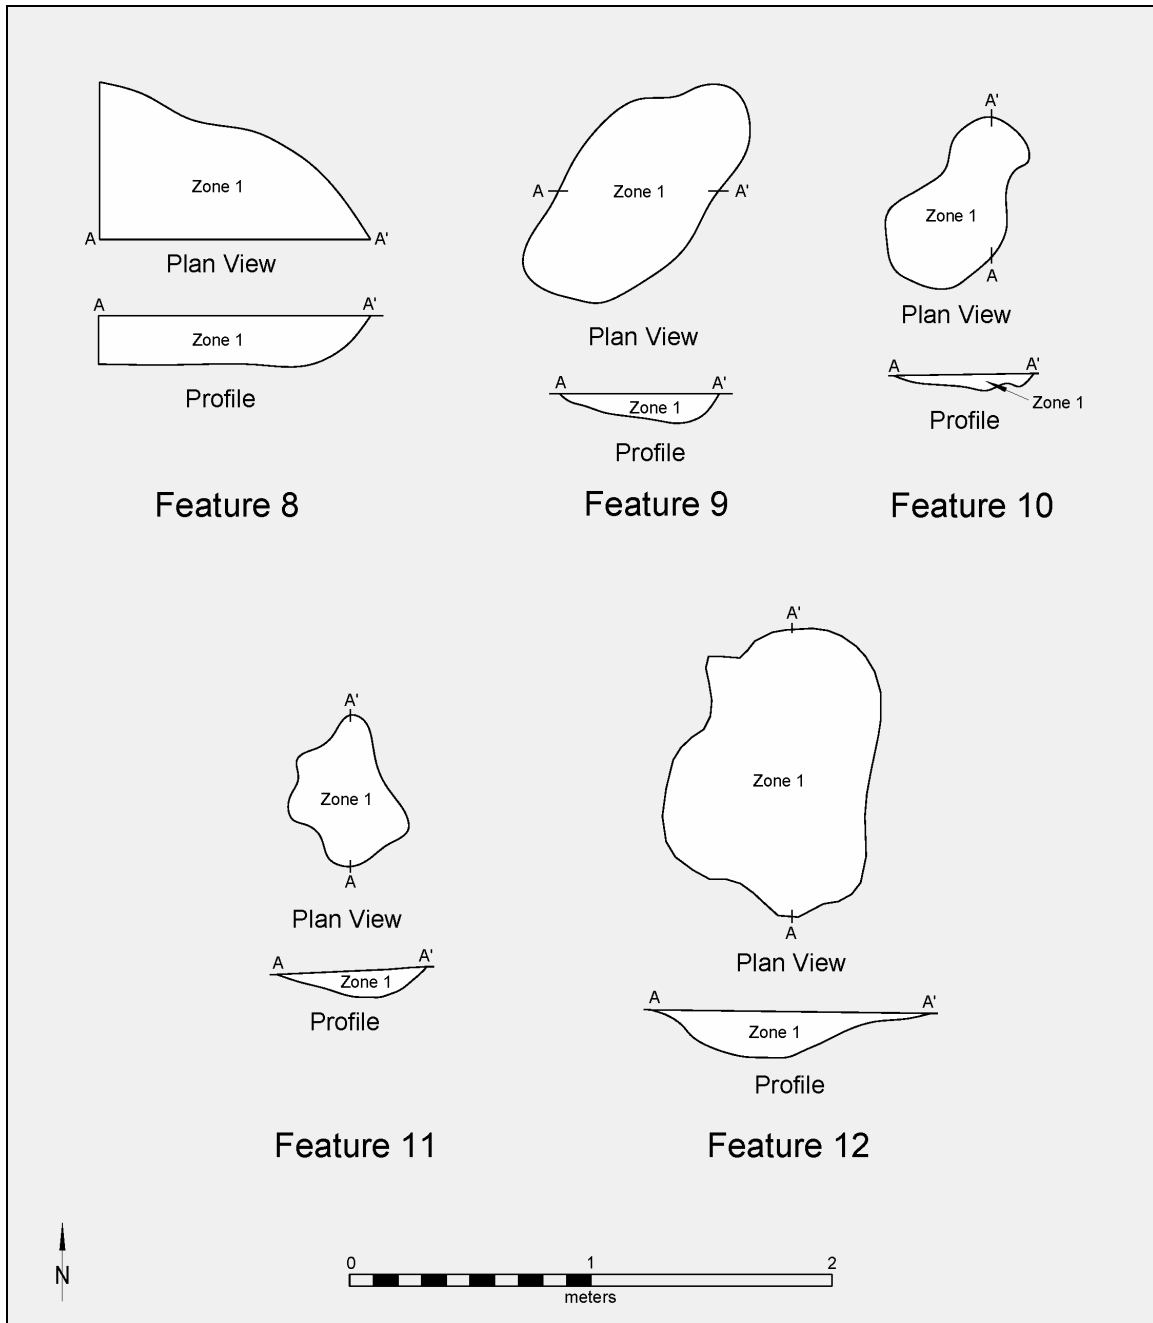 Zone 1
A A'
Plan View
A A'
Zone 1
Profile
Feature 8
A Zone 1 A'
Plan View
A A'
Zone 1
Profile
Feature 9
A'
Zone 1
A
Plan View
A A'
Zone 1
Profile
Feature 10
A'
Zone 1
A
Plan View
A A'
Zone 1
Profile
Feature 11
A'
Zone 1
A
Plan View
A A'
Zone 1
Profile
Feature 12
N
0 1 2
meters